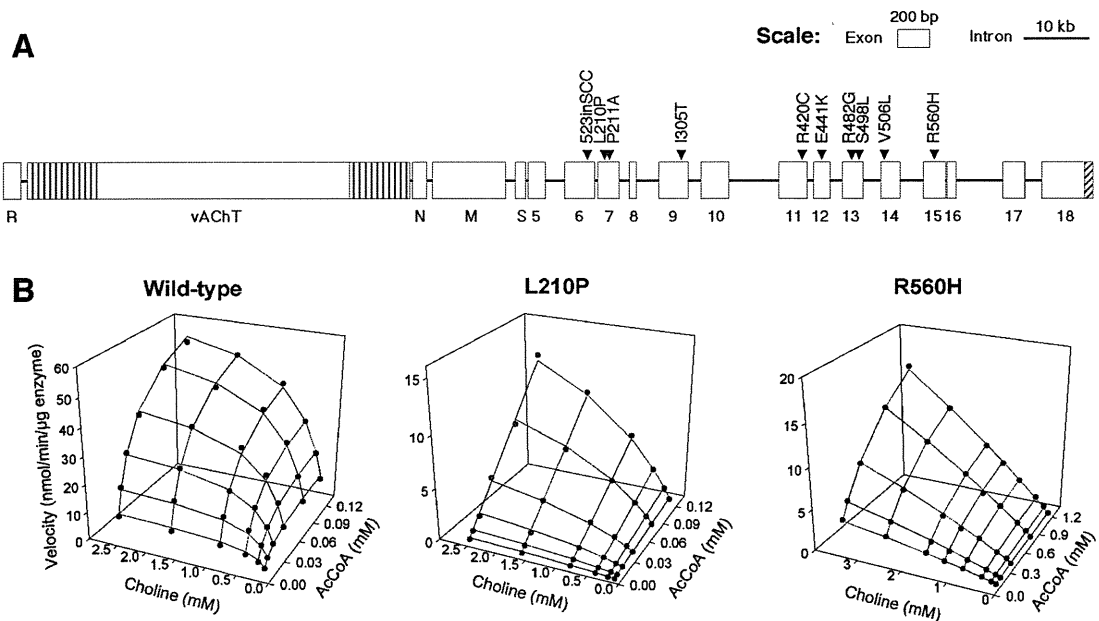 A
Scale: Exon 200 bp Intron 10 kb
523insCC
L210P
P211A
I305T
R420C
E441K
R482G
S498L
V506L
R560H
R vAChT N M S 5 6 7 8 9 10 11 12 13 14 15 16 17 18
B
Wild-type
Velocity (nmol/min/µg enzyme)
60
50
40
30
20
10
0
2.5 2.0 1.5 1.0 0.5 0.0
Choline (mM)
0.00 0.03 0.06 0.09 0.12
AcCoA (mM)
L210P
15
10
5
0
2.5 2.0 1.5 1.0 0.5 0.0
Choline (mM)
0.00 0.03 0.06 0.09 0.12
AcCoA (mM)
R560H
20
15
10
5
0
3 2 1 0
Choline (mM)
0.0 0.3 0.6 0.9 1.2
AcCoA (mM)